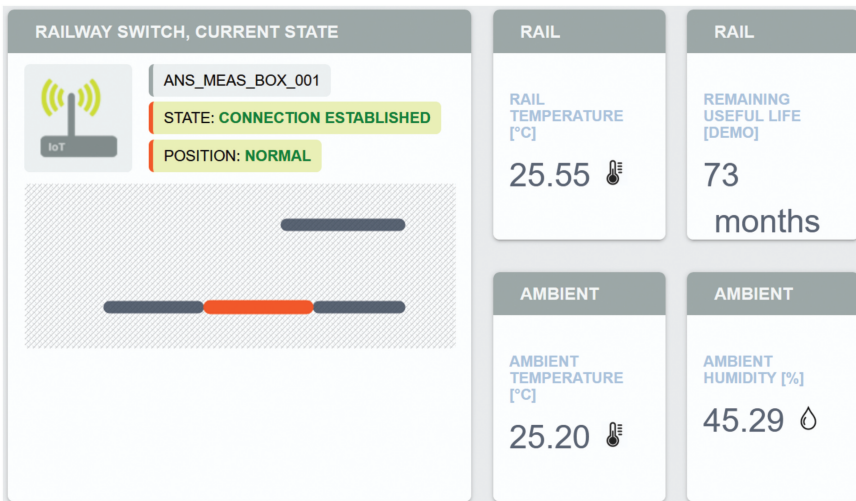 RAILWAY SWITCH, CURRENT STATE
IoT
ANS_MEAS_BOX_001
STATE: CONNECTION ESTABLISHED
POSITION: NORMAL
RAIL
RAIL
TEMPERATURE
[°C]
25.55
RAIL
REMAINING
USEFUL LIFE
[DEMO]
73
months
AMBIENT
AMBIENT
TEMPERATURE
[°C]
25.20
AMBIENT
AMBIENT
HUMIDITY [%]
45.29